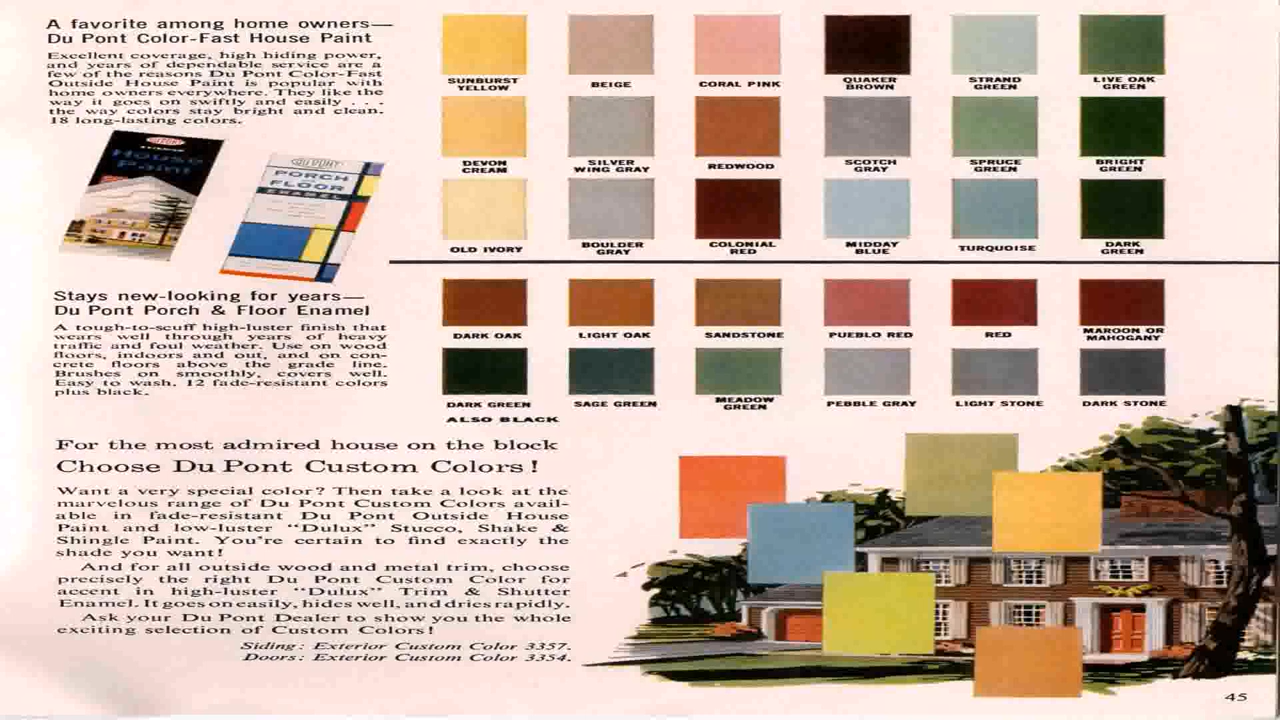 A favorite among home owners—
Du Pont Color-Fast House Paint
Excellent coverage, high hiding power,
and years of dependable service are a
few of the reasons Du Pont Color-Fast
Outside House Paint is popular with
home owners everywhere. They like the
way it goes on swiftly and easily . . .
the way colors stay bright and clean.
18 long-lasting colors.
DU PONT
House
Paint
DU PONT
PORCH
FLOOR
ENAMEL
Stays new-looking for years—
Du Pont Porch & Floor Enamel
A tough-to-scuff high-luster finish that
wears well through years of heavy
traffic and foul weather. Use on wood
floors, indoors and out, and on con-
crete floors above the grade line.
Brushes on smoothly, covers well.
Easy to wash. 12 fade-resistant colors
plus black.
SUNBURST
YELLOW
BEIGE
CORAL PINK
QUAKER
BROWN
STRAND
GREEN
LIVE OAK
GREEN
DEVON
CREAM
SILVER
WING GRAY
REDWOOD
SCOTCH
GRAY
SPRUCE
GREEN
BRIGHT
GREEN
OLD IVORY
BOULDER
GRAY
COLONIAL
RED
MIDDAY
BLUE
TURQUOISE
DARK
GREEN
DARK OAK
LIGHT OAK
SANDSTONE
PUEBLO RED
RED
MAROON OR
MAHOGANY
DARK GREEN
SAGE GREEN
MEADOW
GREEN
PEBBLE GRAY
LIGHT STONE
DARK STONE
ALSO BLACK
For the most admired house on the block
Choose Du Pont Custom Colors!
Want a very special color? Then take a look at the
marvelous range of Du Pont Custom Colors avail-
able in fade-resistant Du Pont Outside House
Paint and low-luster “Dulux” Stucco, Shake &
Shingle Paint. You’re certain to find exactly the
shade you want!
And for all outside wood and metal trim, choose
precisely the right Du Pont Custom Color for
accent in high-luster “Dulux” Trim & Shutter
Enamel. It goes on easily, hides well, and dries rapidly.
Ask your Du Pont Dealer to show you the whole
exciting selection of Custom Colors!
Siding: Exterior Custom Color 3357.
Doors: Exterior Custom Color 3354.
45